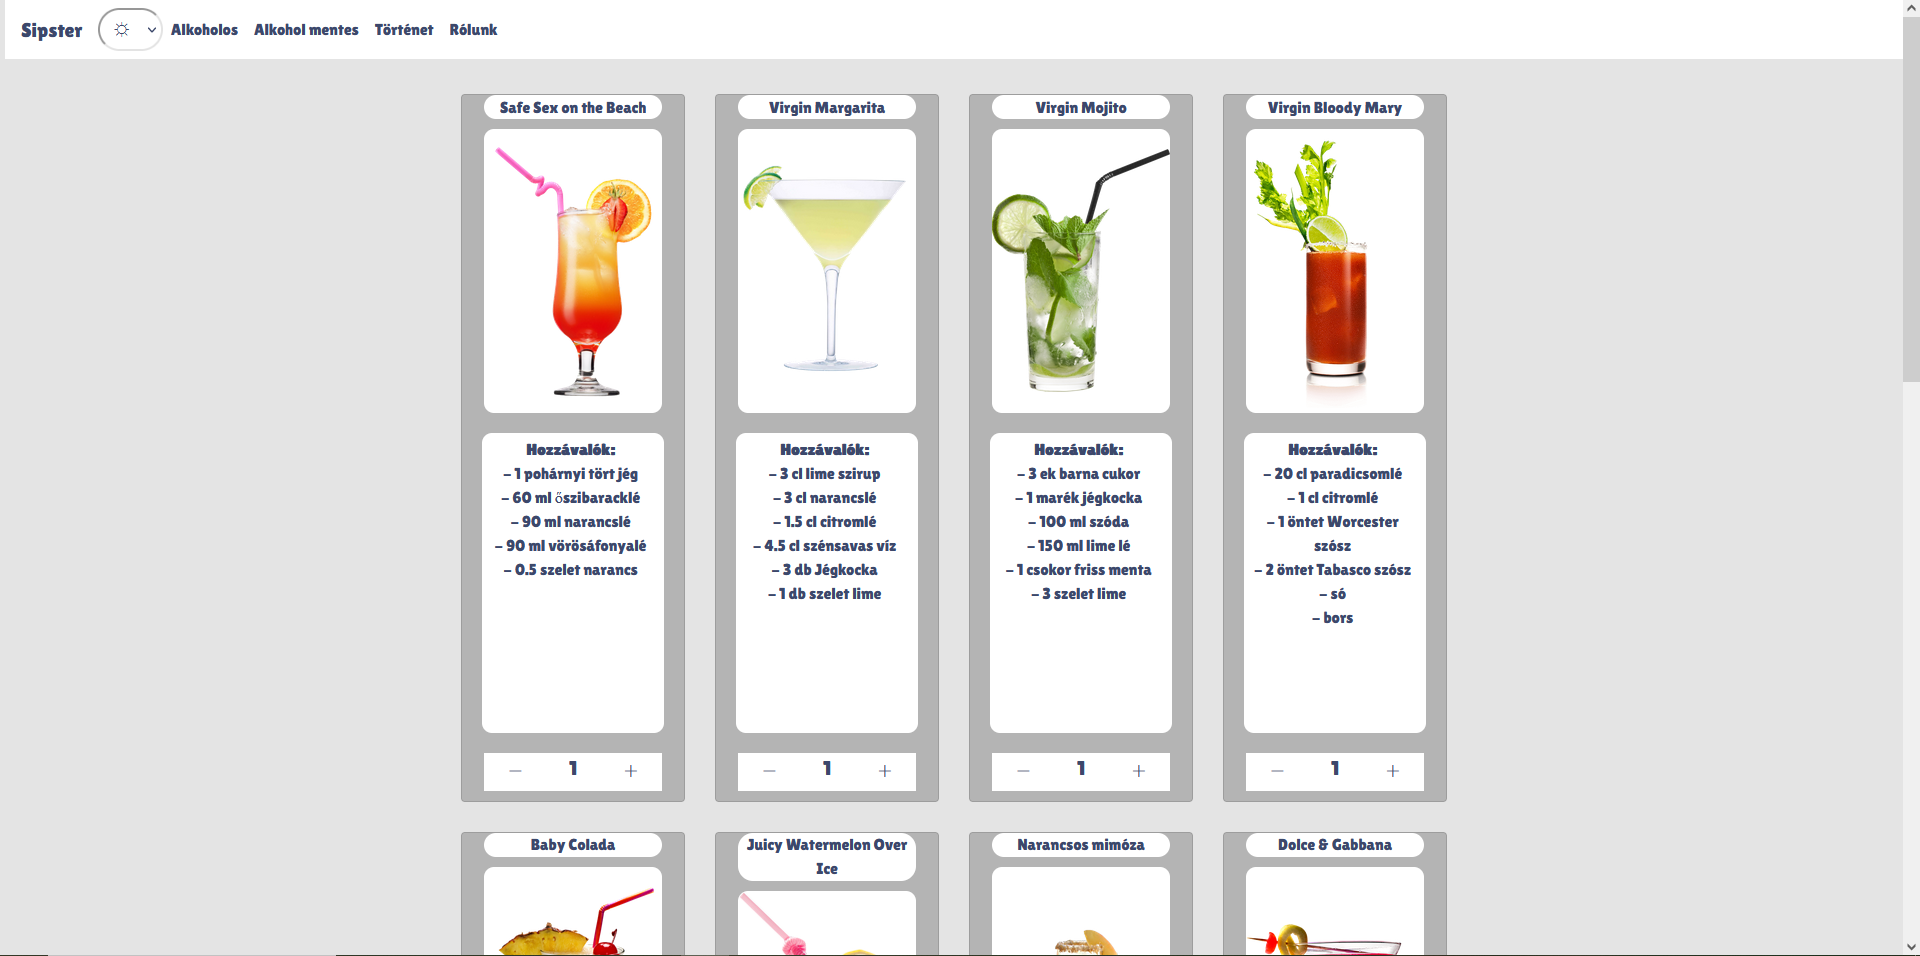 Sipster Alkoholos Alkohol mentes Történet Rólunk
Safe Sex on the Beach
Hozzávalók:
- 1 pohárnyi tört jég
- 60 ml őszibaracklé
- 90 ml narancslé
- 90 ml vörösáfonyalé
- 0.5 szelet narancs
- 1 +
Virgin Margarita
Hozzávalók:
- 3 cl lime szirup
- 3 cl narancslé
- 1.5 cl citromlé
- 4.5 cl szénsavas víz
- 3 db Jégkocka
- 1 db szelet lime
- 1 +
Virgin Mojito
Hozzávalók:
- 3 ek barna cukor
- 1 marék jégkocka
- 100 ml szóda
- 150 ml lime lé
- 1 csokor friss menta
- 3 szelet lime
- 1 +
Virgin Bloody Mary
Hozzávalók:
- 20 cl paradicsomlé
- 1 cl citromlé
- 1 öntet Worcester
szósz
- 2 öntet Tabasco szósz
- só
- bors
- 1 +
Baby Colada
Juicy Watermelon Over
Ice
Narancsos mimóza
Dolce & Gabbana